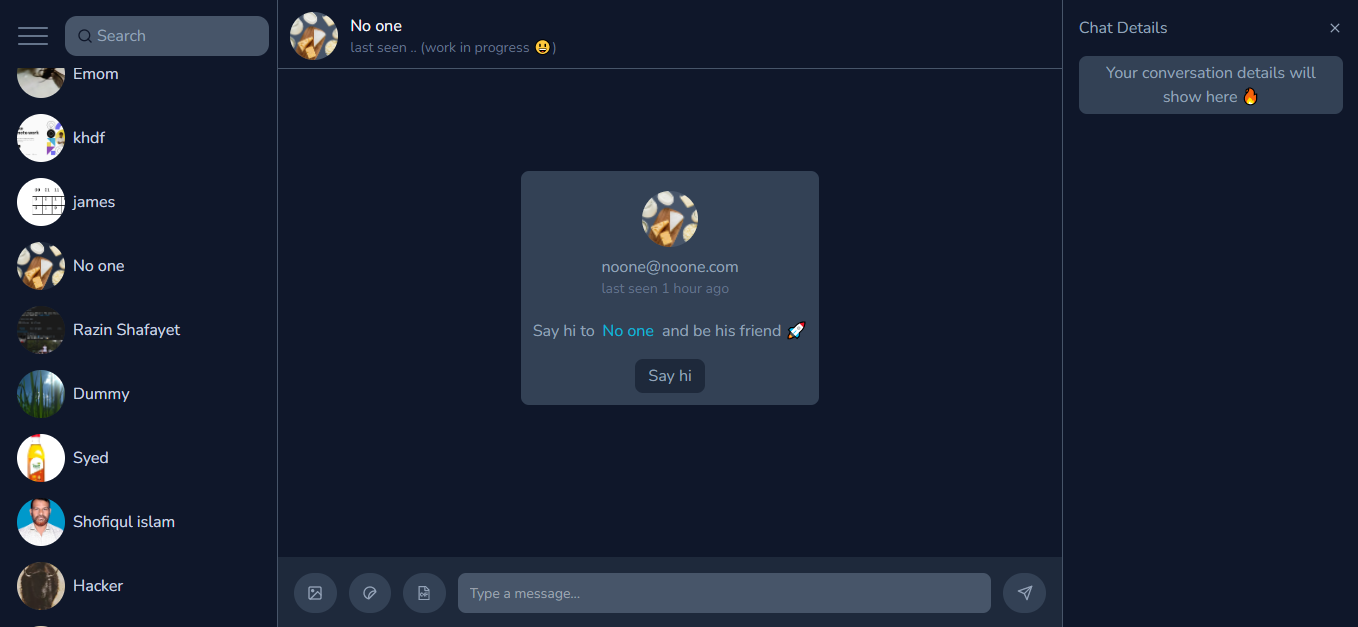 Search
Emom
khdf
james
No one
Razin Shafayet
Dummy
Syed
Shofiqul islam
Hacker
No one
last seen .. (work in progress 😃)
noone@noone.com
last seen 1 hour ago
Say hi to No one and be his friend 🚀
Say hi
Type a message...
Chat Details
Your conversation details will
show here 🔥